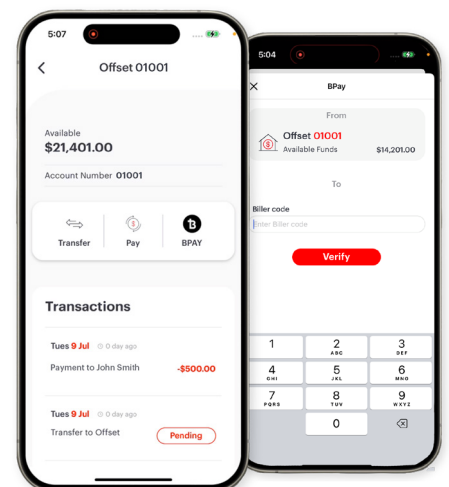 5:07
Offset 01001
Available
$21,401.00
Account Number 01001
Transfer
Pay
BPAY
Transactions
Tues 9 Jul 0 day ago
Payment to John Smith
-$500.00
Tues 9 Jul 0 day ago
Transfer to Offset
Pending
5:04
BPay
From
Offset 01001
Available Funds
$14,201.00
To
Biller code
Enter Biller code
Verify
1
2
ABC
3
DEF
4
GHI
5
JKL
6
MNO
7
PQRS
8
TUV
9
WXYZ
0